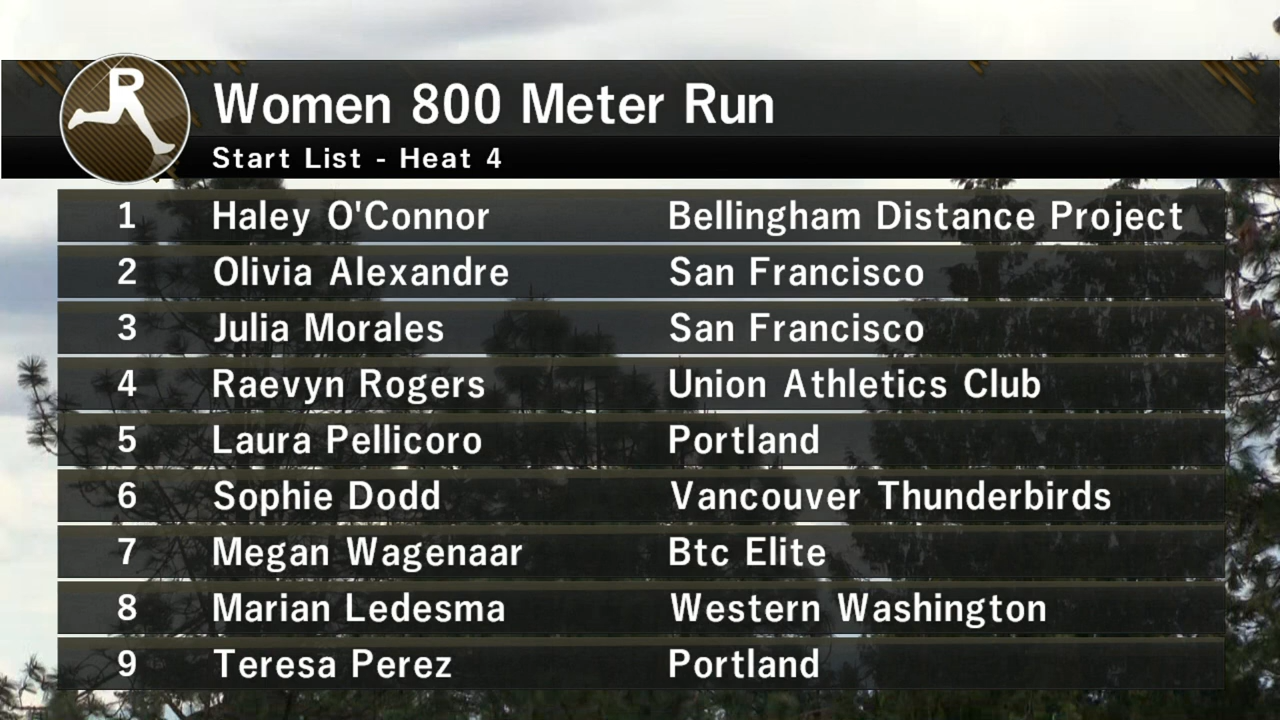 R
Women 800 Meter Run
Start List - Heat 4
1 Haley O'Connor Bellingham Distance Project
2 Olivia Alexandre San Francisco
3 Julia Morales San Francisco
4 Raevyn Rogers Union Athletics Club
5 Laura Pellicoro Portland
6 Sophie Dodd Vancouver Thunderbirds
7 Megan Wagenaar Btc Elite
8 Marian Ledesma Western Washington
9 Teresa Perez Portland